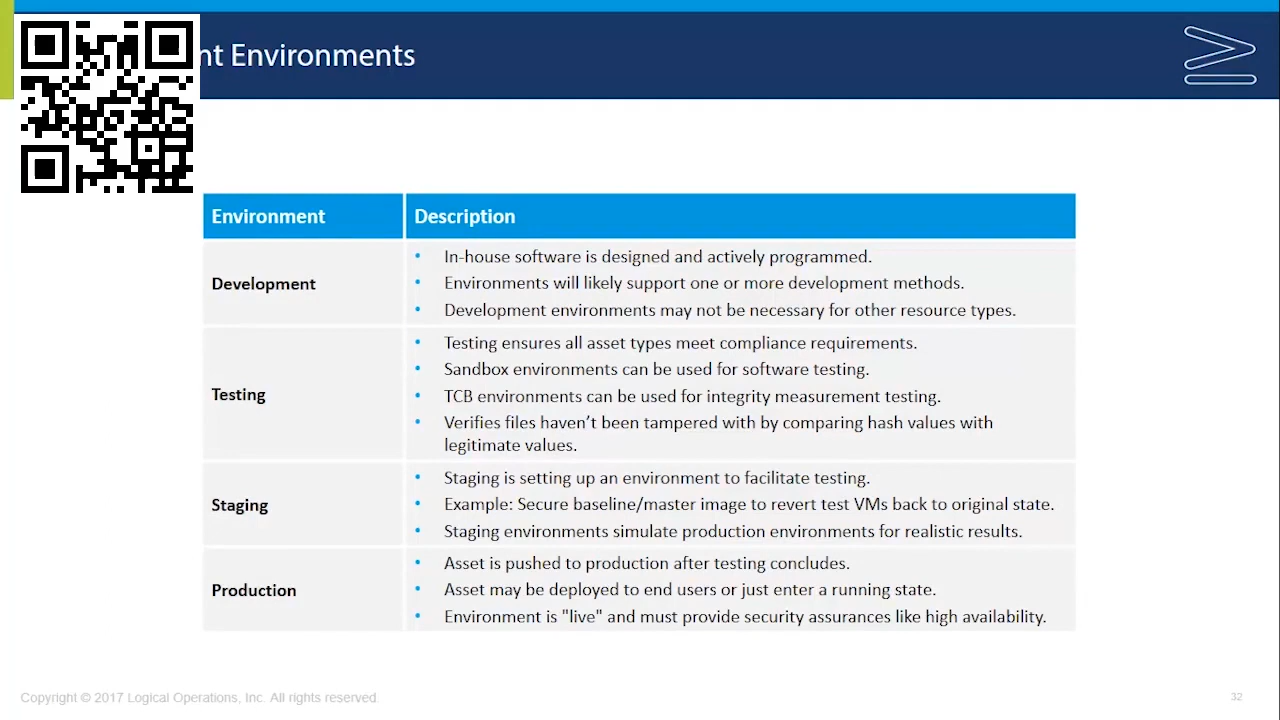 nt Environments
Environment
Description
Development
• In-house software is designed and actively programmed.
• Environments will likely support one or more development methods.
• Development environments may not be necessary for other resource types.
Testing
• Testing ensures all asset types meet compliance requirements.
• Sandbox environments can be used for software testing.
• TCB environments can be used for integrity measurement testing.
• Verifies files haven’t been tampered with by comparing hash values with
legitimate values.
Staging
• Staging is setting up an environment to facilitate testing.
• Example: Secure baseline/master image to revert test VMs back to original state.
• Staging environments simulate production environments for realistic results.
Production
• Asset is pushed to production after testing concludes.
• Asset may be deployed to end users or just enter a running state.
• Environment is "live" and must provide security assurances like high availability.
Copyright © 2017 Logical Operations, Inc. All rights reserved.
32